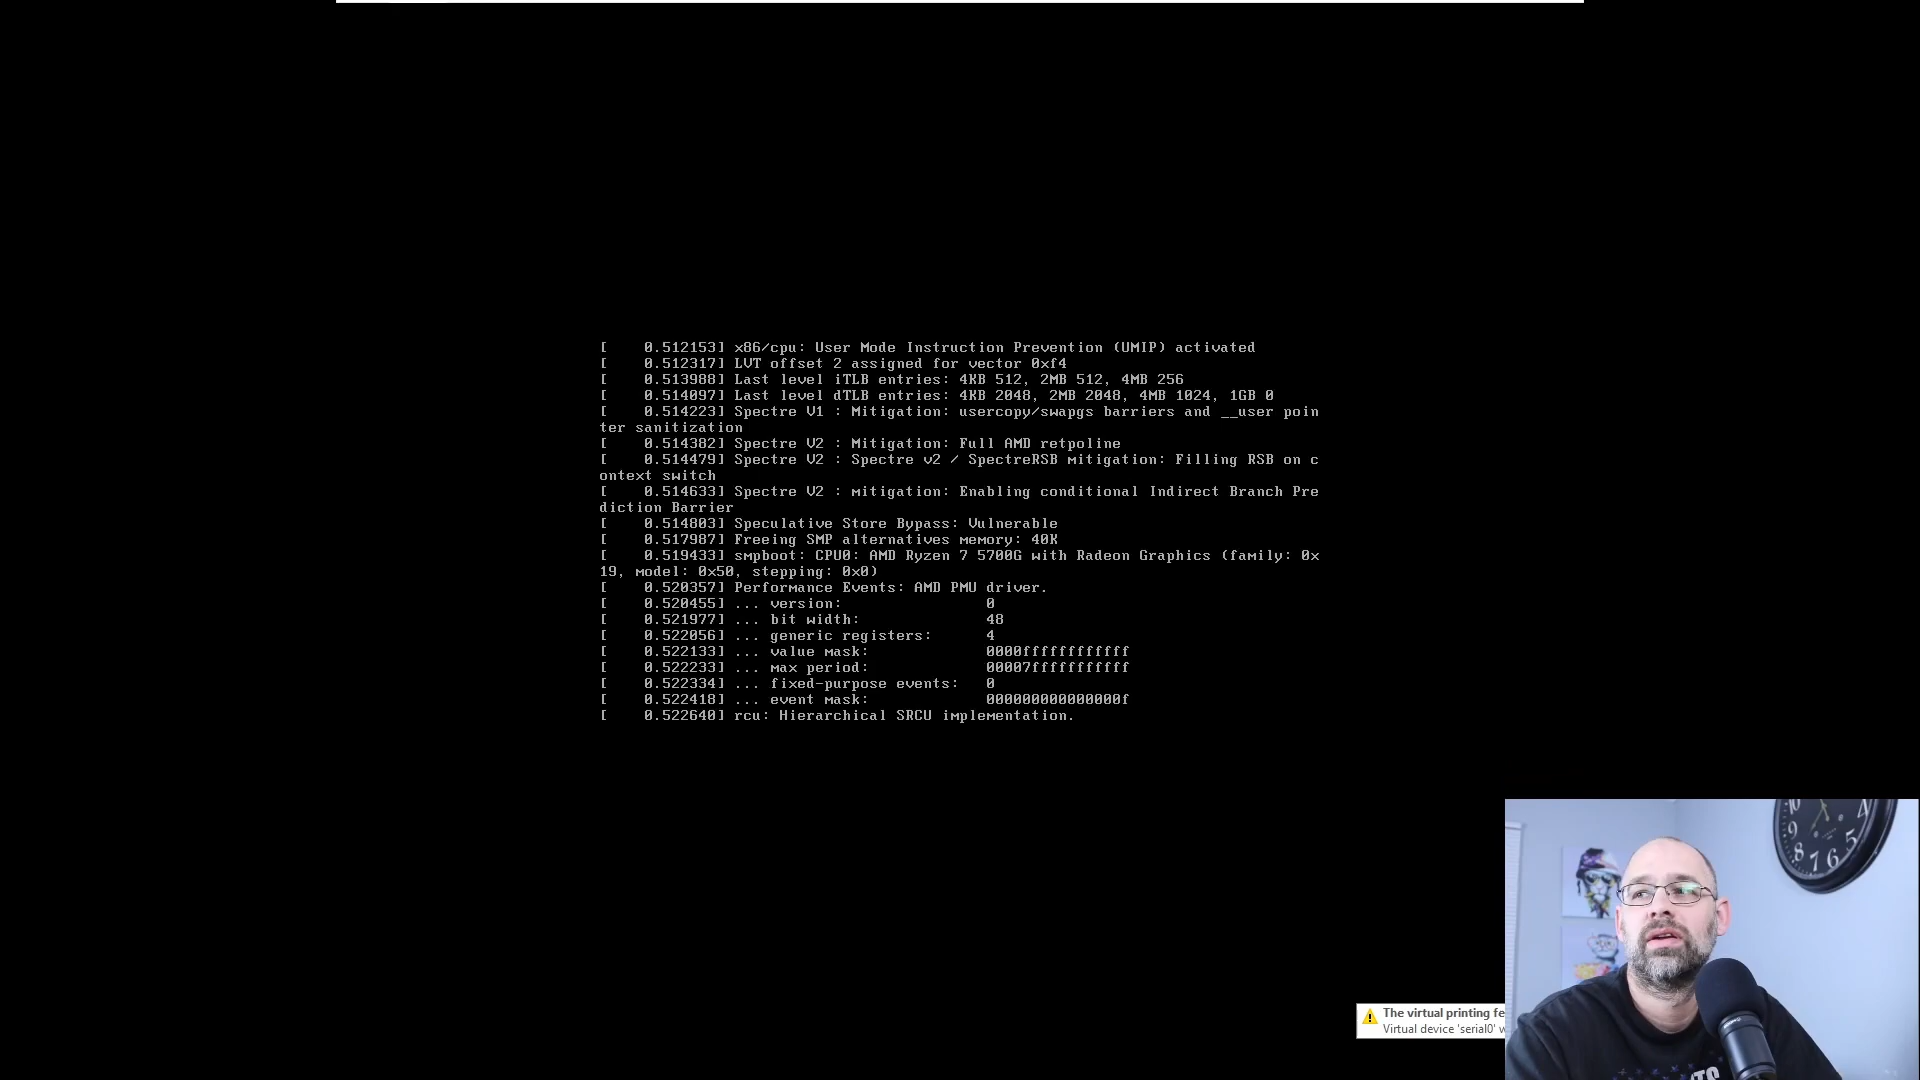 [    0.512153] x86/cpu: User Mode Instruction Prevention (UMIP) activated
[    0.512317] LVT offset 2 assigned for vector 0xf4
[    0.513988] Last level iTLB entries: 4KB 512, 2MB 512, 4MB 256
[    0.514097] Last level dTLB entries: 4KB 2048, 2MB 2048, 4MB 1024, 1GB 0
[    0.514223] Spectre V1 : Mitigation: usercopy/swapgs barriers and __user poin
ter sanitization
[    0.514382] Spectre V2 : Mitigation: Full AMD retpoline
[    0.514479] Spectre V2 : Spectre v2 / SpectreRSB mitigation: Filling RSB on c
ontext switch
[    0.514633] Spectre V2 : mitigation: Enabling conditional Indirect Branch Pre
diction Barrier
[    0.514803] Speculative Store Bypass: Vulnerable
[    0.517987] Freeing SMP alternatives memory: 40K
[    0.519433] smpboot: CPU0: AMD Ryzen 7 5700G with Radeon Graphics (family: 0x
19, model: 0x50, stepping: 0x0)
[    0.520357] Performance Events: AMD PMU driver.
[    0.520455] ... version:                0
[    0.521977] ... bit width:              48
[    0.522056] ... generic registers:      4
[    0.522133] ... value mask:             0000ffffffffffff
[    0.522233] ... max period:             00007fffffffffff
[    0.522334] ... fixed-purpose events:   0
[    0.522418] ... event mask:             000000000000000f
[    0.522640] rcu: Hierarchical SRCU implementation.
10 4
9 5
8 7 6
The virtual printing fe
Virtual device 'serial0' w